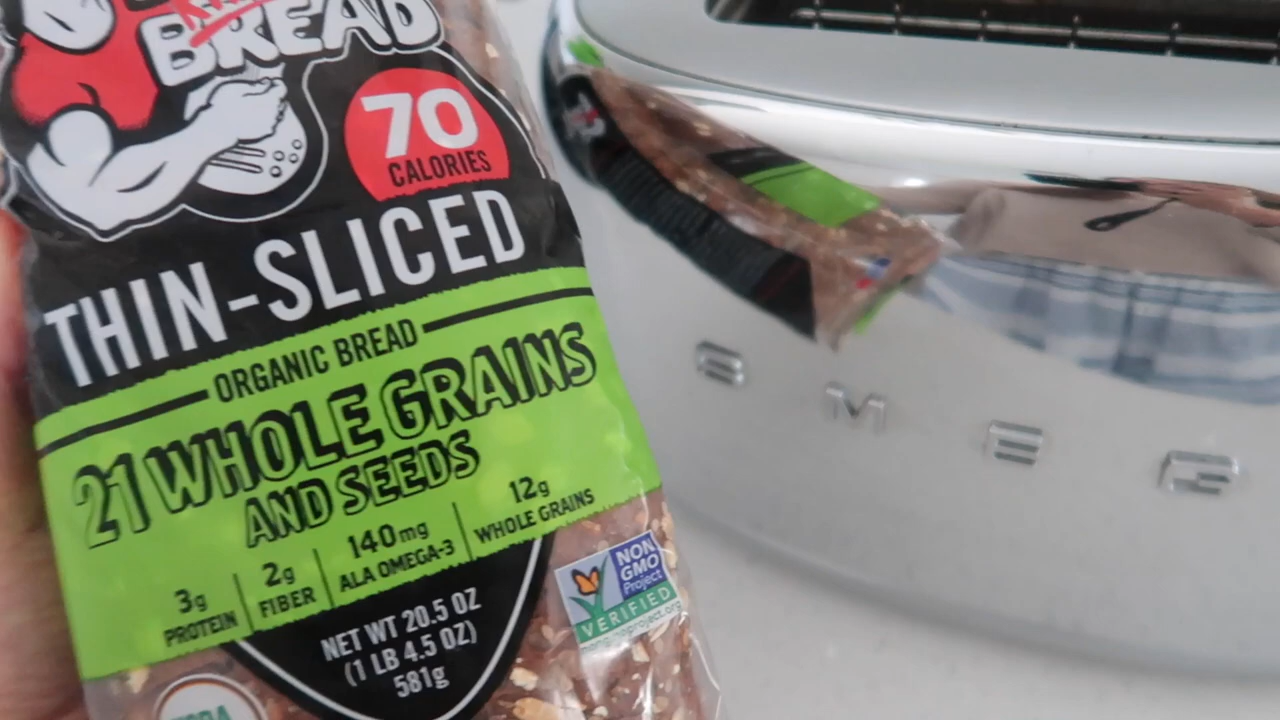 BREAD
70
CALORIES
THIN-SLICED
ORGANIC BREAD
21 WHOLE GRAINS
AND SEEDS
3g PROTEIN
2g FIBER
140mg ALA OMEGA-3
12g WHOLE GRAINS
NET WT 20.5 OZ
(1 LB 4.5 OZ)
581g
NON
GMO
Project
VERIFIED
SMEG